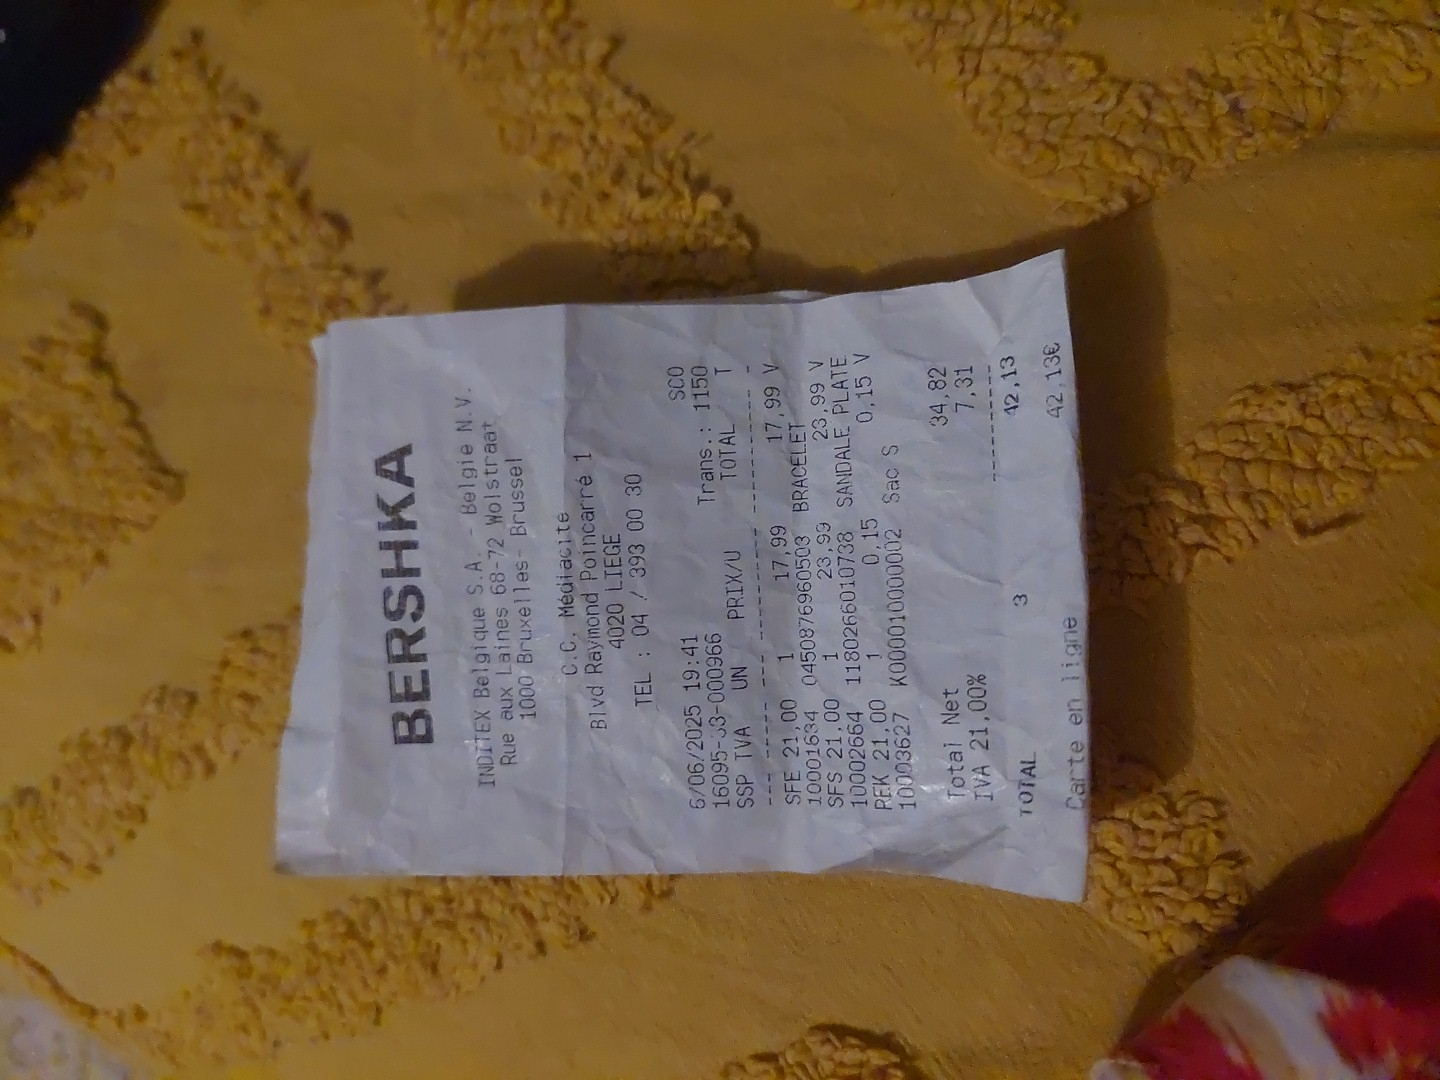 BERSHKA
INDITEX Belgique S.A. - Belgie N.V.
Rue aux Laines 68-72 Wolstraat
1000 Bruxelles- Brussel
C.C. Médiacite
Blvd Raymond Poincarré 1
4020 LIEGE
TEL : 04 / 393 00 30
SCO
6/06/2025 19:41 Trans.: 1150
16095-33-000966
SSP IVA UN PRIX/U TOTAL T
SFE 21,00 1 17,99 17,99 V
10001634 04508769960503 BRACELET
SFS 21,00 1 23,99 23,99 V
10002664 1180266010738 SANDALE PLATE
PEK 21,00 1 0,15 0,15 V
10003627 K0000100000002 Sac S
Total Net 34,82
IVA 21,00% 7,31
TOTAL 3 42,13
Carte en ligne 42,13€